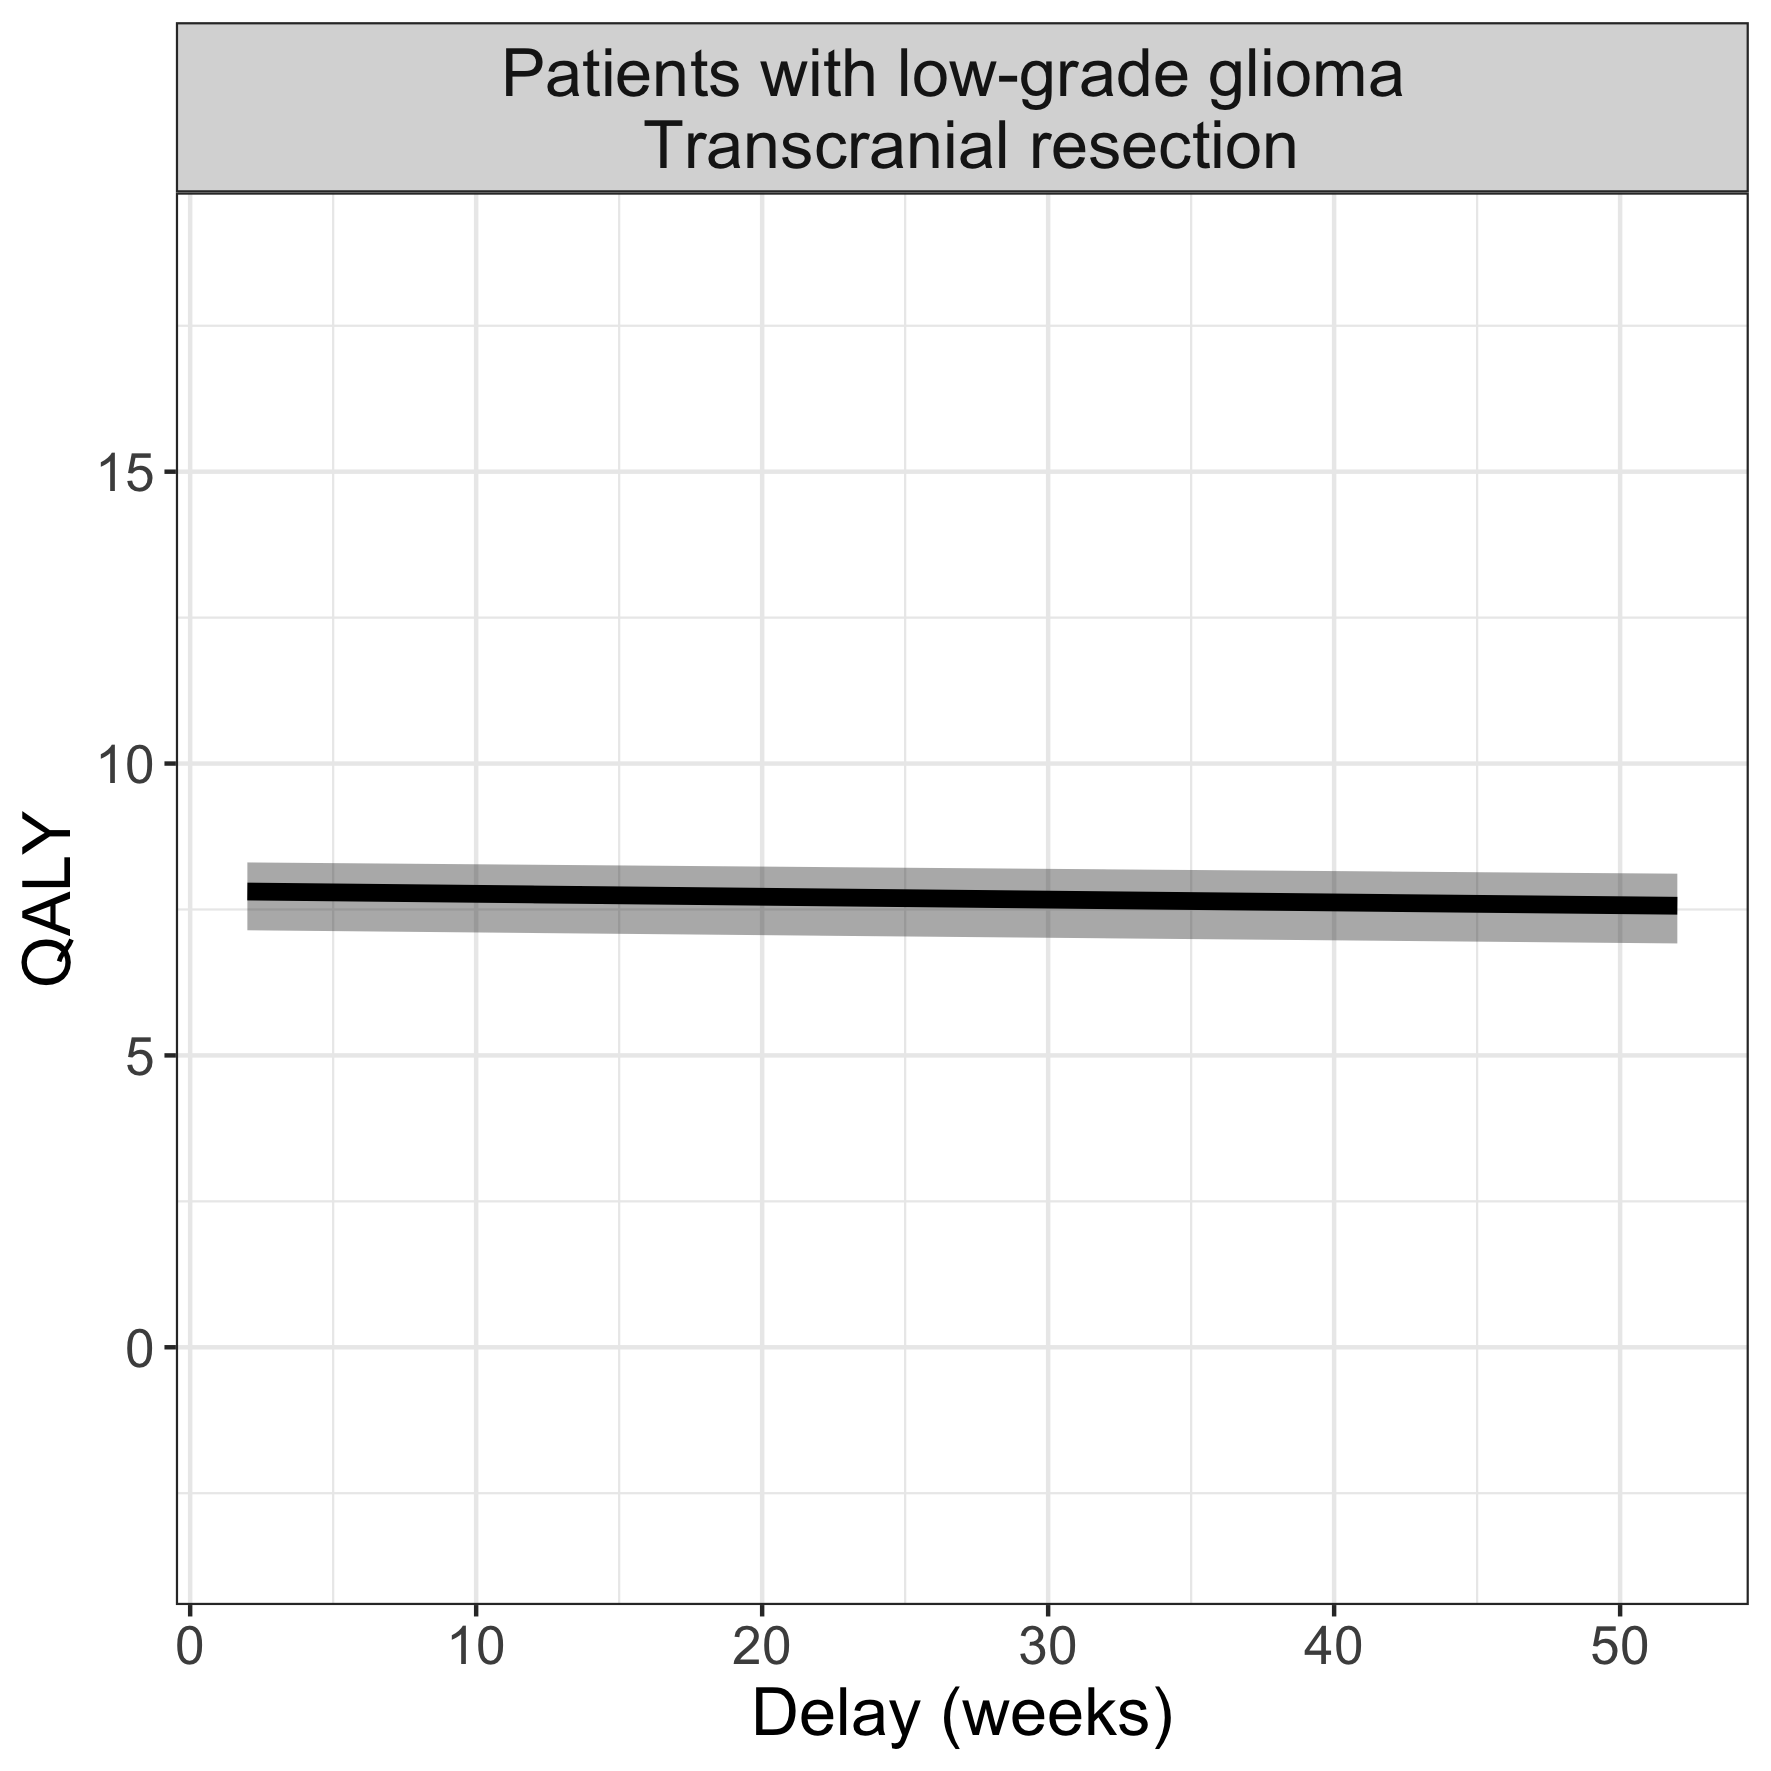 Patients with low-grade glioma
Transcranial resection
QALY
15
10
5
0
0 10 20 30 40 50
Delay (weeks)